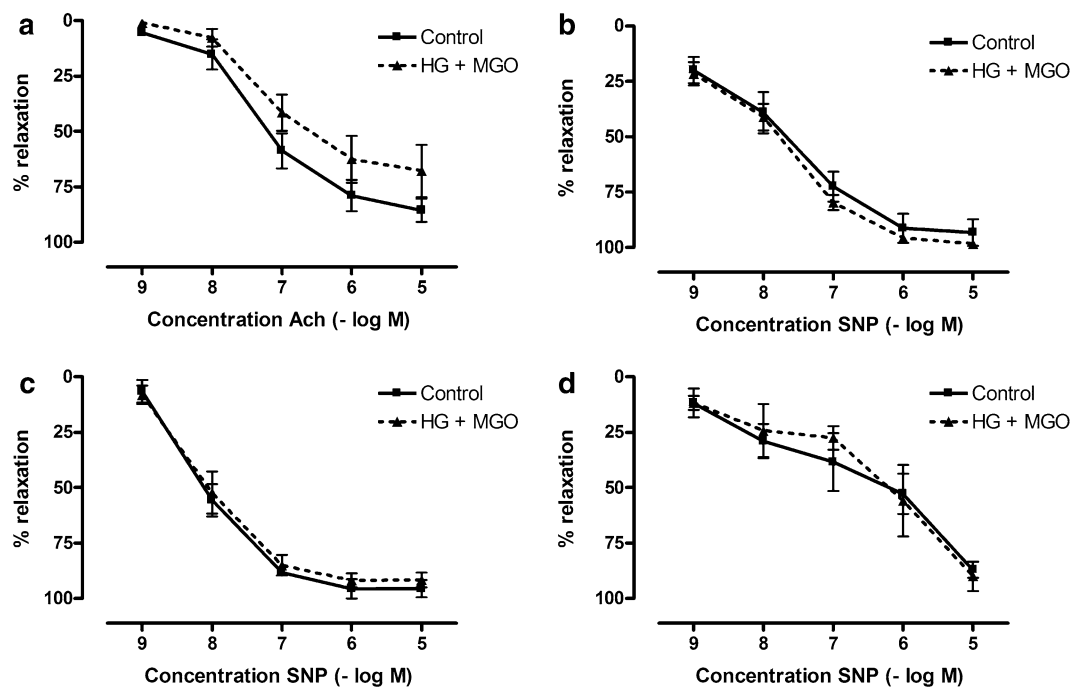 a
0
25
50
75
100
% relaxation
Control
HG + MGO
9 8 7 6 5
Concentration Ach (- log M)
b
0
25
50
75
100
% relaxation
Control
HG + MGO
9 8 7 6 5
Concentration SNP (- log M)
c
0
25
50
75
100
% relaxation
Control
HG + MGO
9 8 7 6 5
Concentration SNP (- log M)
d
0
25
50
75
100
% relaxation
Control
HG + MGO
9 8 7 6 5
Concentration SNP (- log M)